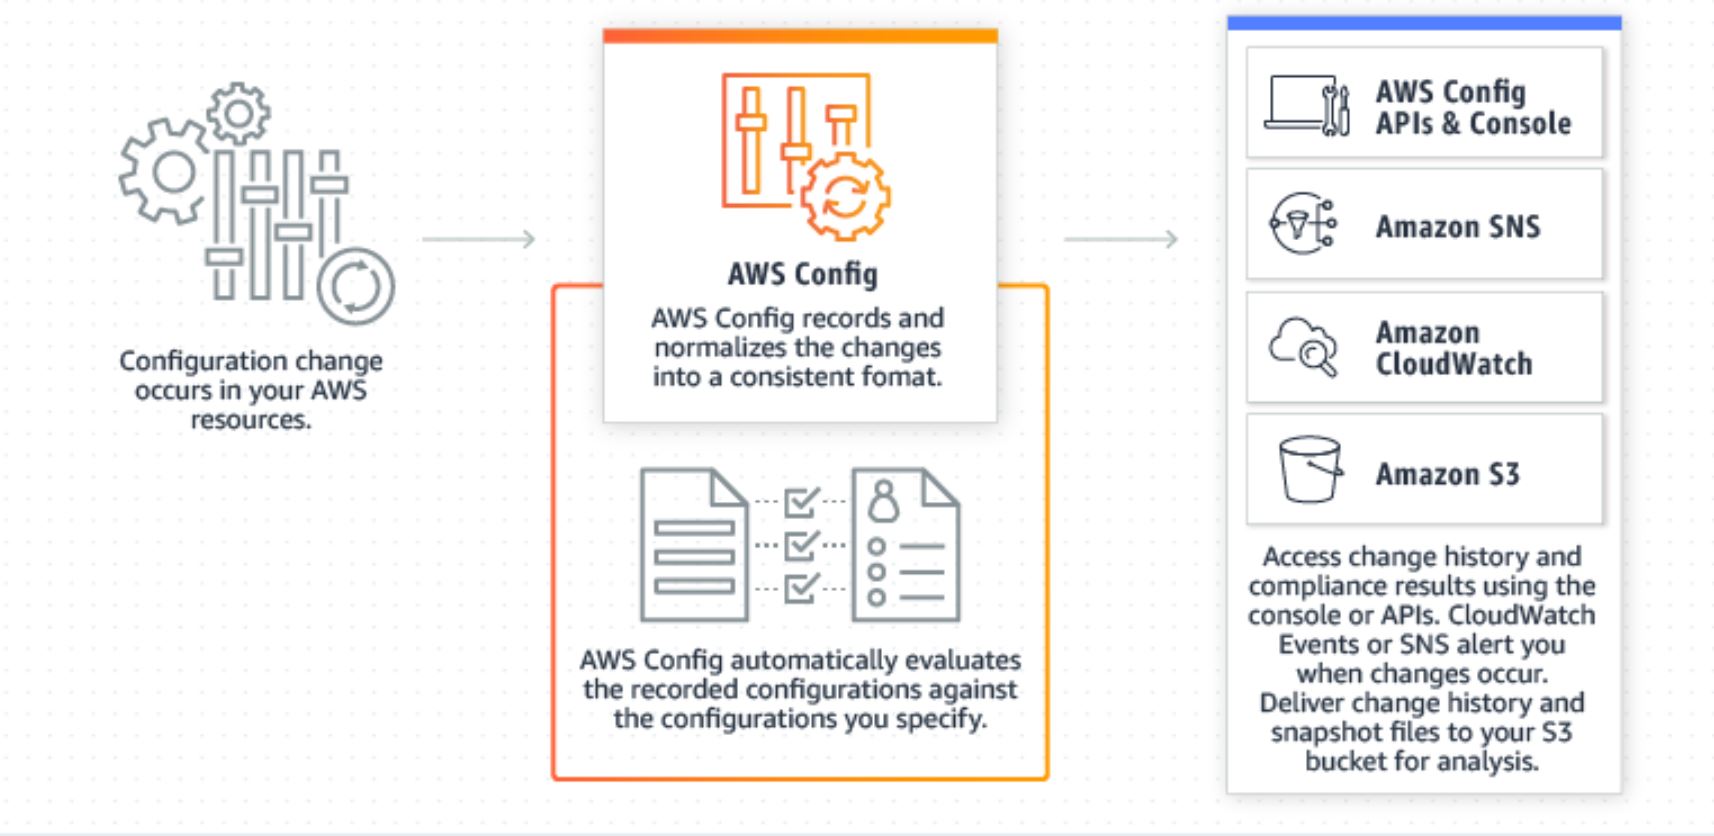 Configuration change
occurs in your AWS
resources.
AWS Config
AWS Config records and
normalizes the changes
into a consistent fomat.
AWS Config automatically evaluates
the recorded configurations against
the configurations you specify.
AWS Config
APIs & Console
Amazon SNS
Amazon
CloudWatch
Amazon S3
Access change history and
compliance results using the
console or APIs. CloudWatch
Events or SNS alert you
when changes occur.
Deliver change history and
snapshot files to your S3
bucket for analysis.